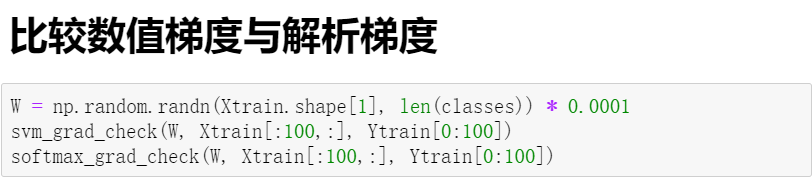 比较数值梯度与解析梯度
W = np.random.randn(Xtrain.shape[1], len(classes)) * 0.0001
svm_grad_check(W, Xtrain[:100,:], Ytrain[0:100])
softmax_grad_check(W, Xtrain[:100,:], Ytrain[0:100])